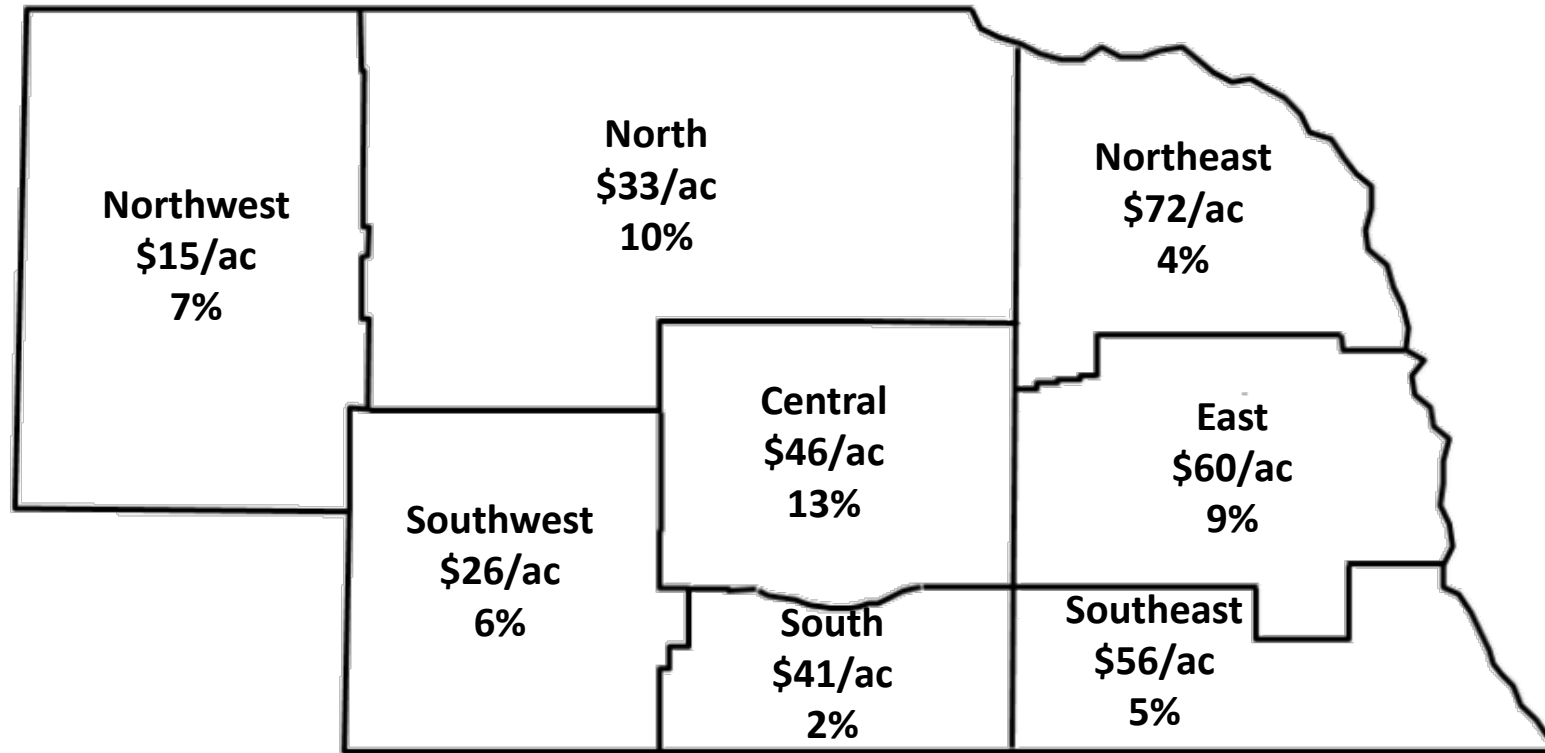 North
$33/ac
10%
Northeast
$72/ac
4%
Northwest
$15/ac
7%
Central
$46/ac
13%
East
$60/ac
9%
Southwest
$26/ac
6%
South
$41/ac
2%
Southeast
$56/ac
5%